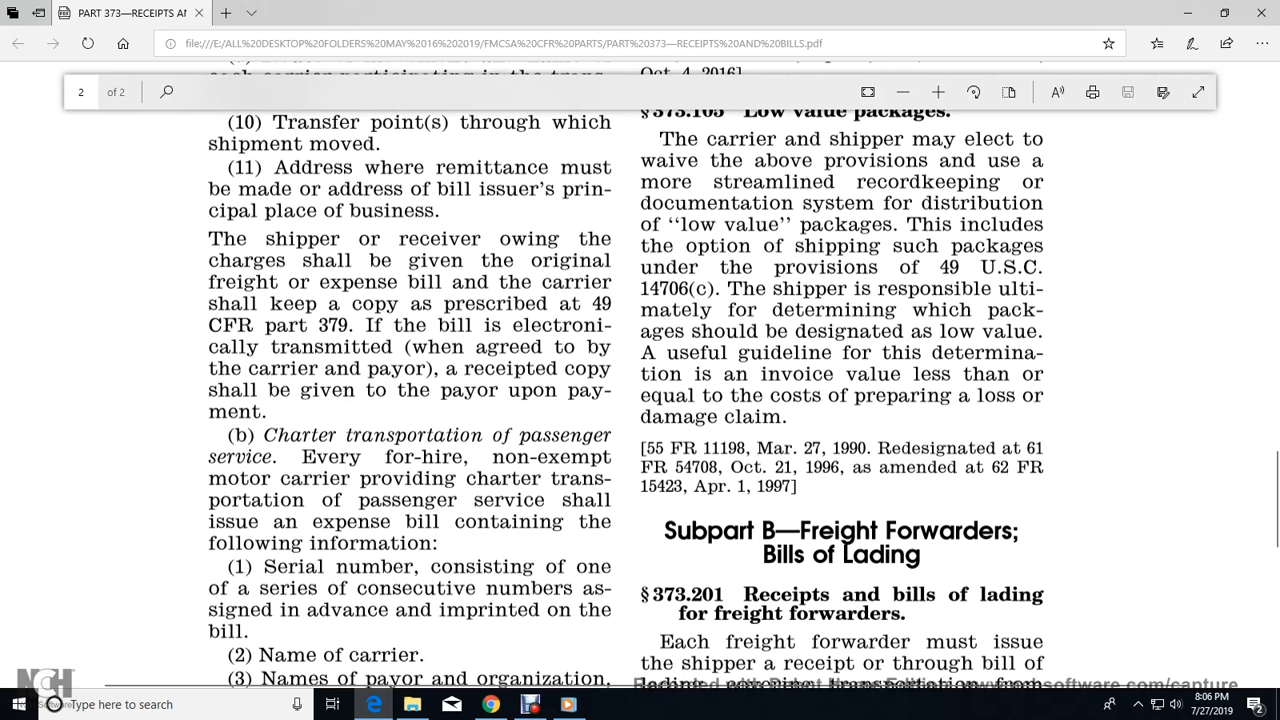 PART 373—RECEIPTS AN
file:///E:/ALL%20DESKTOP%20FOLDERS%20MAY%2016%202019/FMCSA%20CFR%20PARTS/PART%20373—RECEIPTS%20AND%20BILLS.pdf
2 of 2
(10) Transfer point(s) through which
shipment moved.
(11) Address where remittance must
be made or address of bill issuer's prin-
cipal place of business.
The shipper or receiver owing the
charges shall be given the original
freight or expense bill and the carrier
shall keep a copy as prescribed at 49
CFR part 379. If the bill is electroni-
cally transmitted (when agreed to by
the carrier and payor), a receipted copy
shall be given to the payor upon pay-
ment.
(b) Charter transportation of passenger
service. Every for-hire, non-exempt
motor carrier providing charter trans-
portation of passenger service shall
issue an expense bill containing the
following information:
(1) Serial number, consisting of one
of a series of consecutive numbers as-
signed in advance and imprinted on the
bill.
(2) Name of carrier.
(3) Names of payor and organization,
Oct. 4, 2016]
§ 373.105 Low value packages.
The carrier and shipper may elect to
waive the above provisions and use a
more streamlined recordkeeping or
documentation system for distribution
of ‘‘low value’’ packages. This includes
the option of shipping such packages
under the provisions of 49 U.S.C.
14706(c). The shipper is responsible ulti-
mately for determining which pack-
ages should be designated as low value.
A useful guideline for this determina-
tion is an invoice value less than or
equal to the costs of preparing a loss or
damage claim.
[55 FR 11198, Mar. 27, 1990. Redesignated at 61
FR 54708, Oct. 21, 1996, as amended at 62 FR
15423, Apr. 1, 1997]
Subpart B—Freight Forwarders;
Bills of Lading
§ 373.201 Receipts and bills of lading
for freight forwarders.
Each freight forwarder must issue
the shipper a receipt or through bill of
NCH
Type here to search
8:06 PM
7/27/2019
2